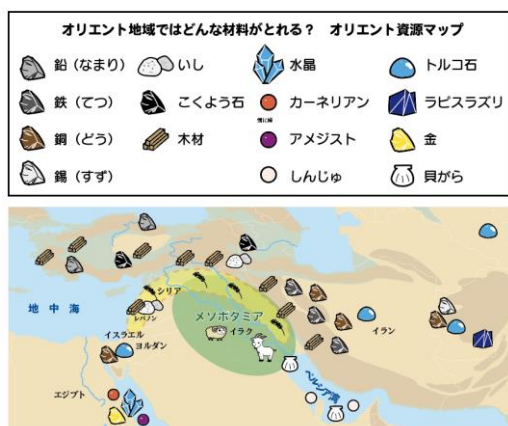 オリエント地域ではどんな材料がとれる？　オリエント資源マップ
鉛（なまり）
いし
水晶
トルコ石
鉄（てつ）
こくよう石
カーネリアン
ラピスラズリ
銅（どう）
木材
アメジスト
金
錫（すず）
しんじゅ
貝がら
地中海
シリア
レバノン
メソポタミア
イラク
イスラエル
ヨルダン
イラン
エジプト
ペルシア湾